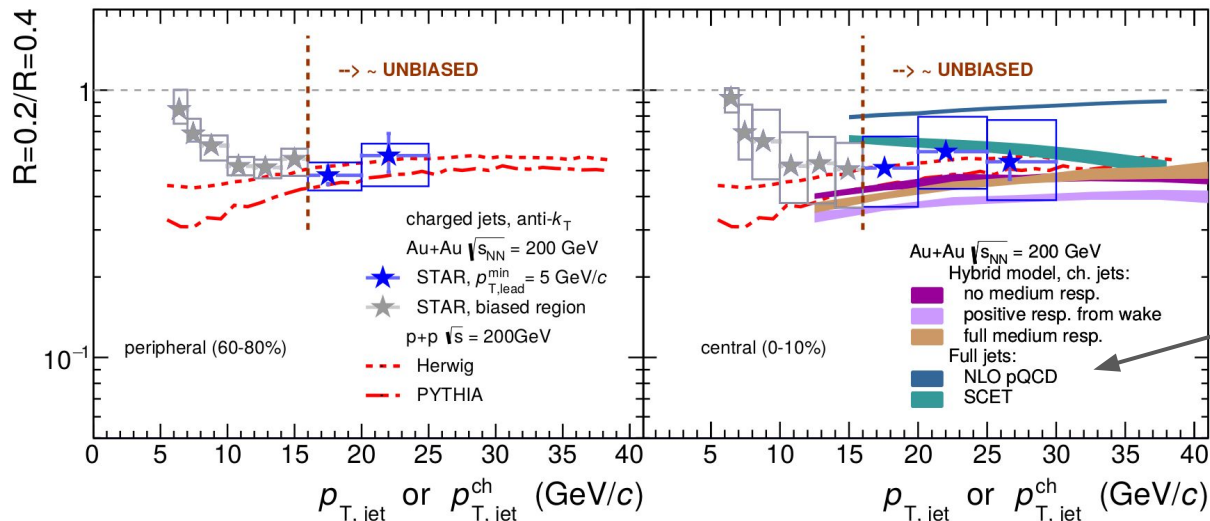 R=0.2/R=0.4
1
10⁻¹
--> ~ UNBIASED
charged jets, anti-k_T
Au+Au √s_NN = 200 GeV
STAR, p_T,lead^min = 5 GeV/c
STAR, biased region
p+p √s = 200GeV
Herwig
PYTHIA
peripheral (60-80%)
0 5 10 15 20 25 30 35 40
p_T, jet or p_T, jet^ch (GeV/c)
--> ~ UNBIASED
Au+Au √s_NN = 200 GeV
Hybrid model, ch. jets:
no medium resp.
positive resp. from wake
full medium resp.
Full jets:
NLO pQCD
SCET
central (0-10%)
5 10 15 20 25 30 35 40
p_T, jet or p_T, jet^ch (GeV/c)